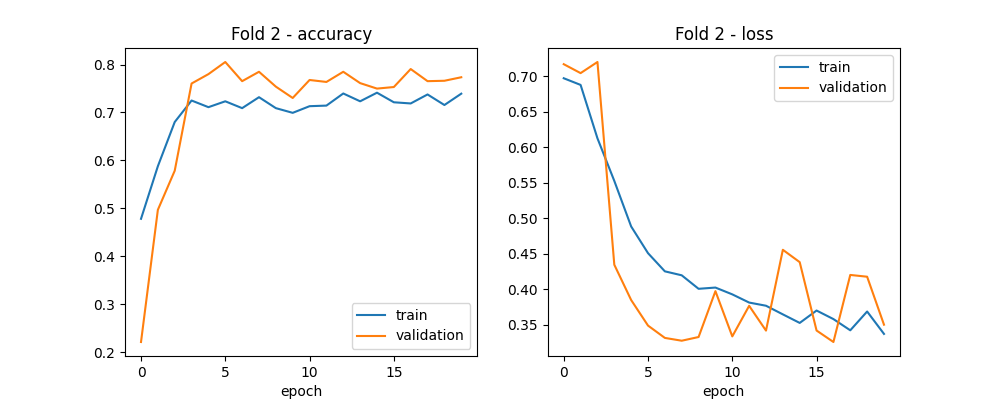 Fold 2 - accuracy
0.8
0.7
0.6
0.5
0.4
0.3
0.2
0 5 10 15
epoch
train
validation
Fold 2 - loss
0.70
0.65
0.60
0.55
0.50
0.45
0.40
0.35
0 5 10 15
epoch
train
validation